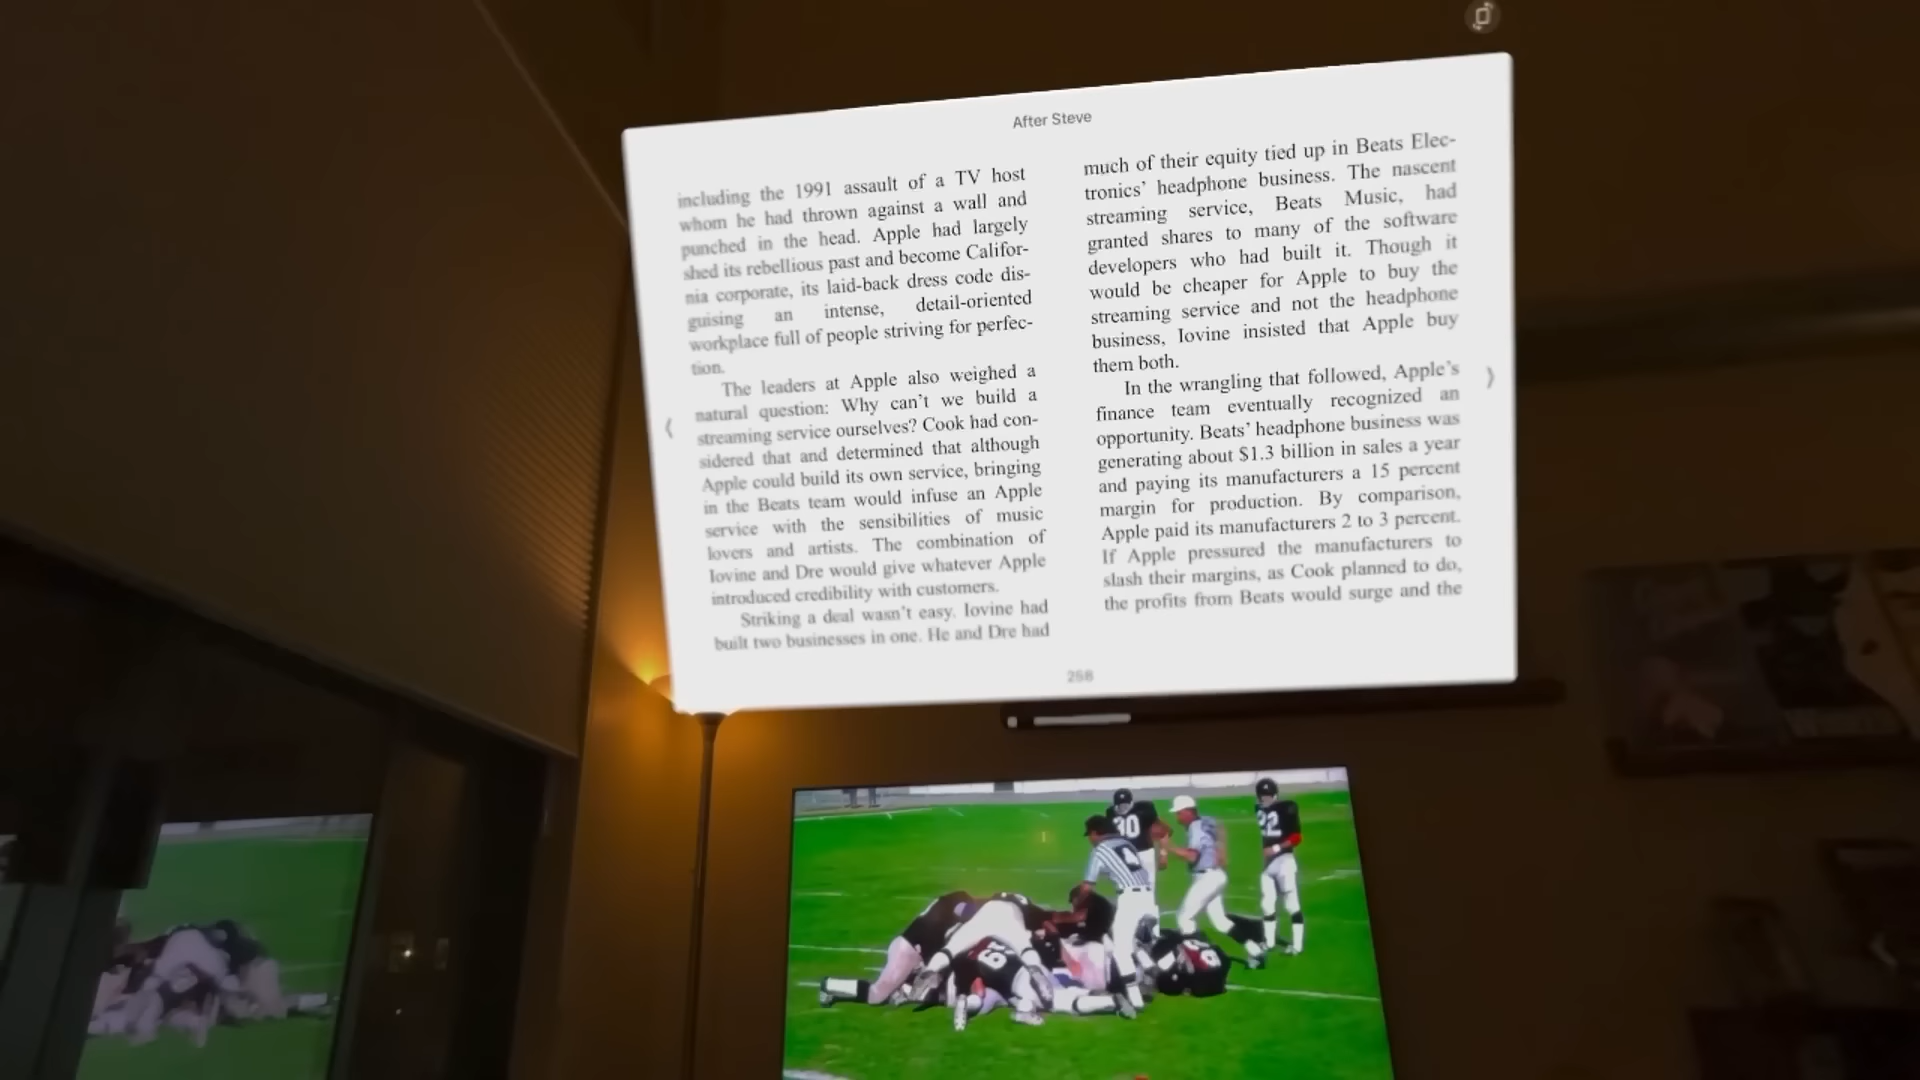 After Steve
including the 1991 assault of a TV host
whom he had thrown against a wall and
punched in the head. Apple had largely
shed its rebellious past and become Califor-
nia corporate, its laid-back dress code dis-
guising an intense, detail-oriented
workplace full of people striving for perfec-
tion.
The leaders at Apple also weighed a
natural question: Why can't we build a
streaming service ourselves? Cook had con-
sidered that and determined that although
Apple could build its own service, bringing
in the Beats team would infuse an Apple
service with the sensibilities of music
lovers and artists. The combination of
Iovine and Dre would give whatever Apple
introduced credibility with customers.
Striking a deal wasn't easy. Iovine had
built two businesses in one. He and Dre had
much of their equity tied up in Beats Elec-
tronics' headphone business. The nascent
streaming service, Beats Music, had
granted shares to many of the software
developers who had built it. Though it
would be cheaper for Apple to buy the
streaming service and not the headphone
business, Iovine insisted that Apple buy
them both.
In the wrangling that followed, Apple's
finance team eventually recognized an
opportunity. Beats' headphone business was
generating about $1.3 billion in sales a year
and paying its manufacturers a 15 percent
margin for production. By comparison,
Apple paid its manufacturers 2 to 3 percent.
If Apple pressured the manufacturers to
slash their margins, as Cook planned to do,
the profits from Beats would surge and the
258
30
22
4